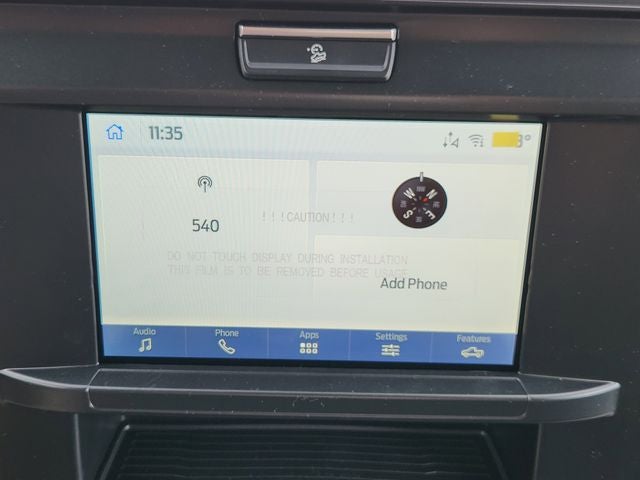 11:35
8°
540
!!!CAUTION!!!
DO NOT TOUCH DISPLAY DURING INSTALLATION
THIS FILM IS TO BE REMOVED BEFORE USAGE
N
W
E
S
Add Phone
Audio
Phone
Apps
Settings
Features